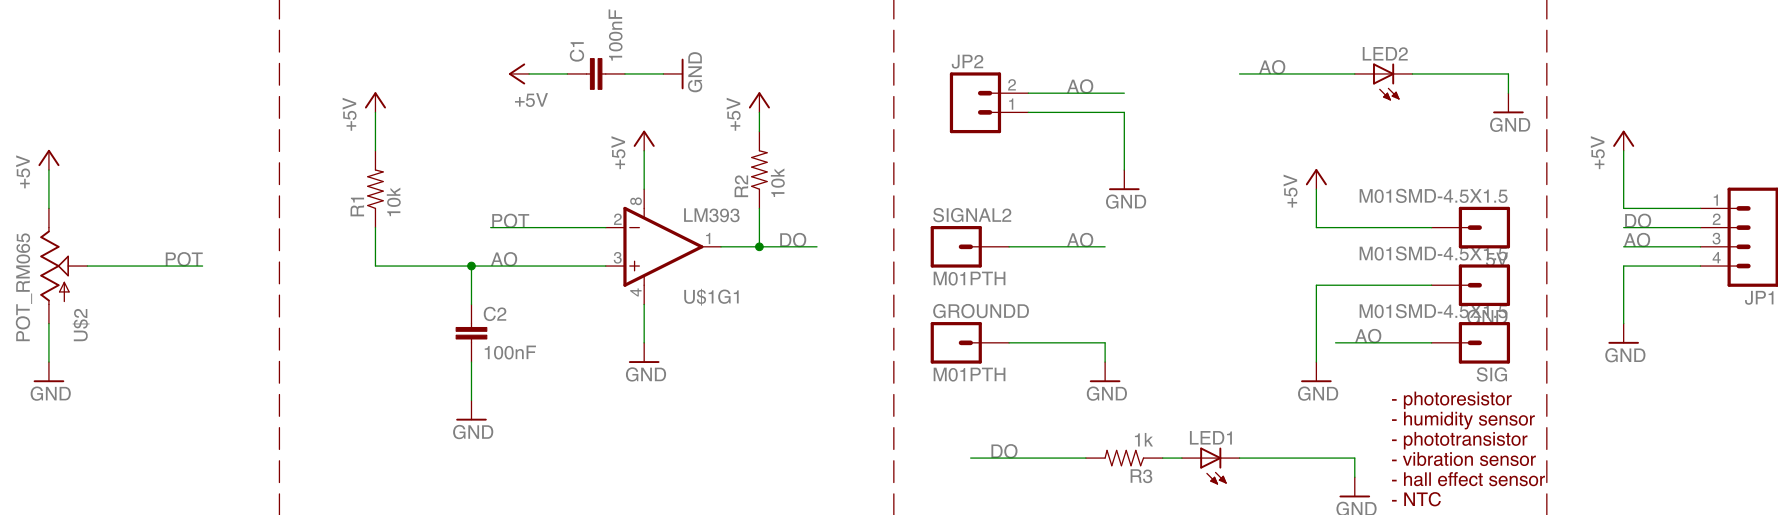 +5V
POT_RM065
U$2
POT
GND
C1
100nF
+5V
GND
+5V
R1
10k
POT
AO
C2
100nF
GND
+5V
8
2
3
4
1
LM393
U$1G1
GND
+5V
R2
10k
DO
JP2
2
1
AO
GND
SIGNAL2
AO
M01PTH
GROUNDD
M01PTH
GND
DO
1k
R3
LED1
GND
AO
LED2
GND
+5V
M01SMD-4.5X1.5
M01SMD-4.5X1.5
5V
M01SMD-4.5X1.5
GND
AO
SIG
GND
- photoresistor
- humidity sensor
- phototransistor
- vibration sensor
- hall effect sensor
- NTC
+5V
DO
AO
1
2
3
4
JP1
GND